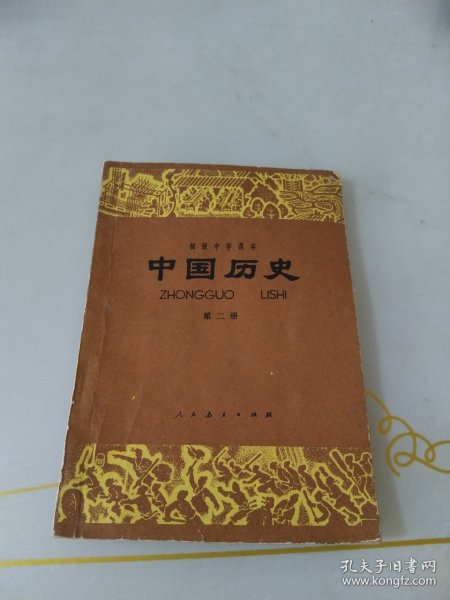 初级中学课本
中国历史
ZHONGGUO LISHI
第二册
人民教育出版社
孔夫子旧书网
www.kongfz.com